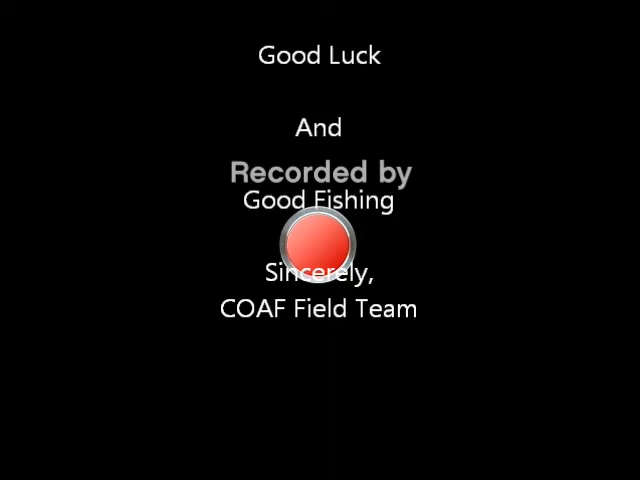 Good Luck
And
Recorded by
Good Fishing
Sincerely,
COAF Field Team